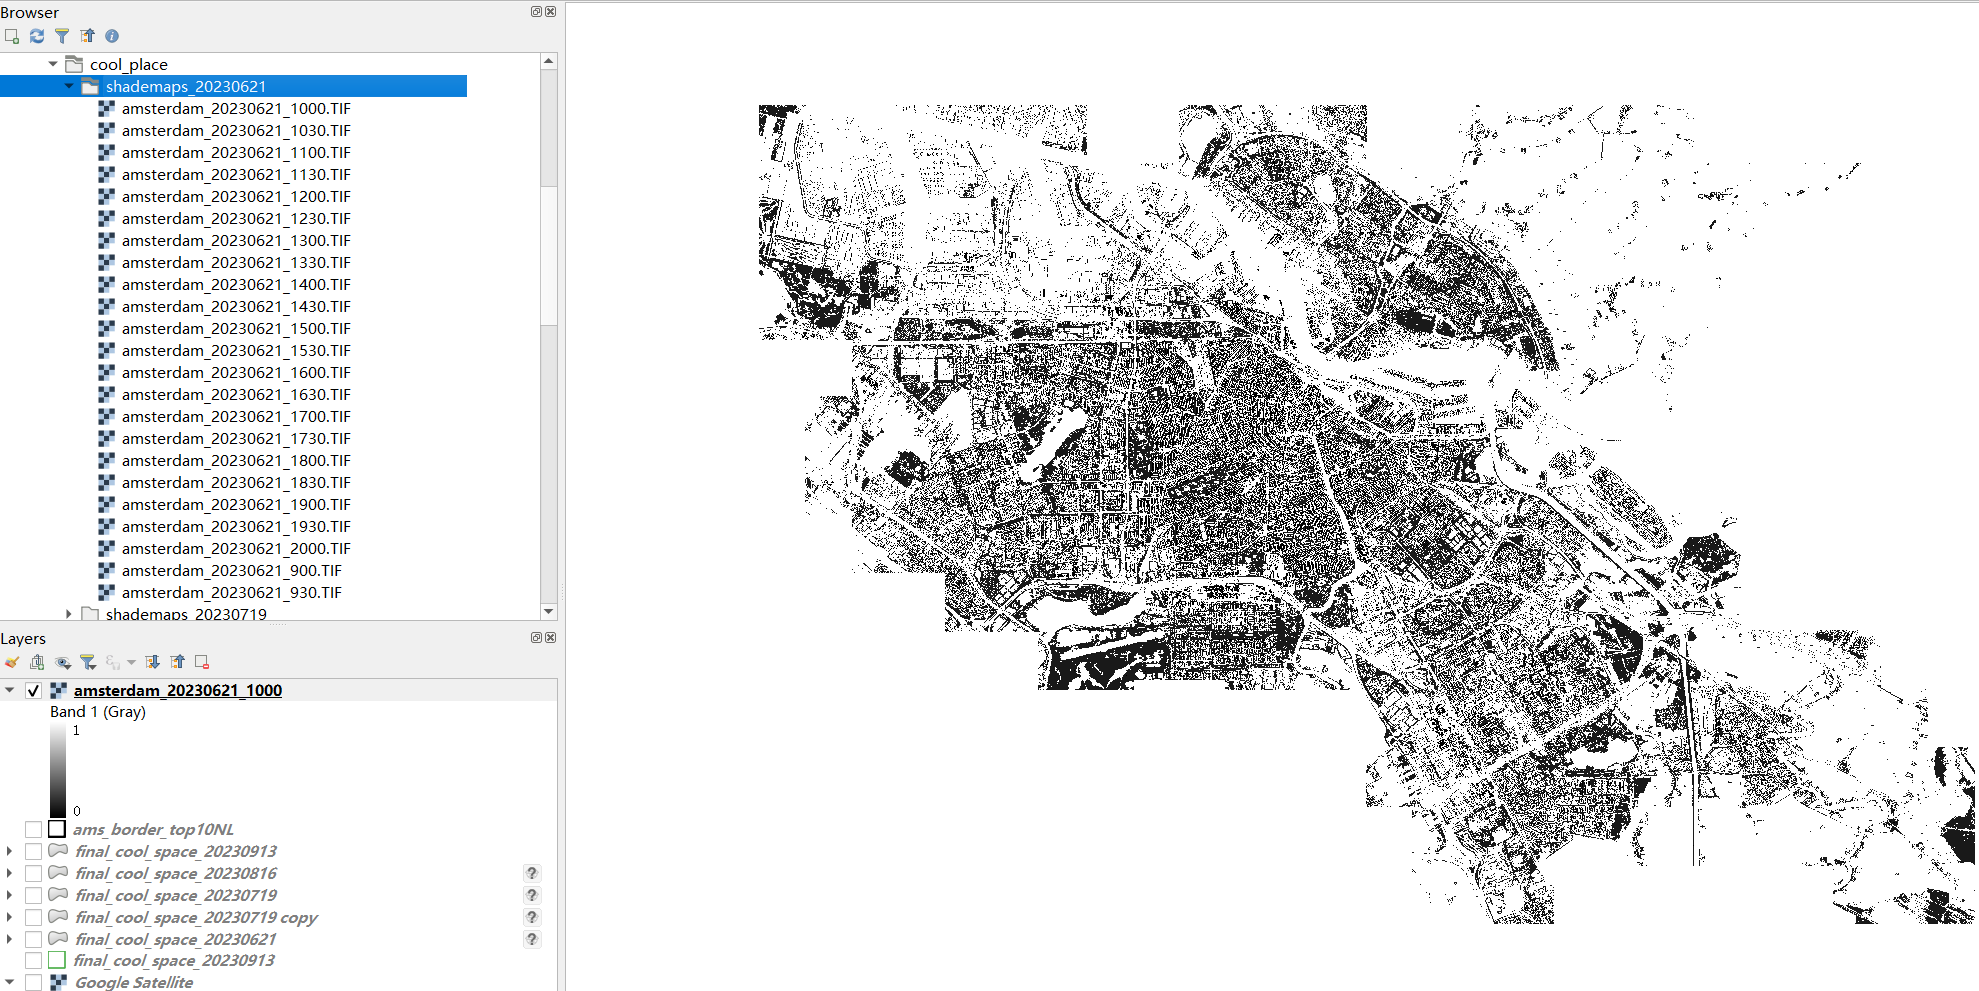 Browser
cool_place
shademaps_20230621
amsterdam_20230621_1000.TIF
amsterdam_20230621_1030.TIF
amsterdam_20230621_1100.TIF
amsterdam_20230621_1130.TIF
amsterdam_20230621_1200.TIF
amsterdam_20230621_1230.TIF
amsterdam_20230621_1300.TIF
amsterdam_20230621_1330.TIF
amsterdam_20230621_1400.TIF
amsterdam_20230621_1430.TIF
amsterdam_20230621_1500.TIF
amsterdam_20230621_1530.TIF
amsterdam_20230621_1600.TIF
amsterdam_20230621_1630.TIF
amsterdam_20230621_1700.TIF
amsterdam_20230621_1730.TIF
amsterdam_20230621_1800.TIF
amsterdam_20230621_1830.TIF
amsterdam_20230621_1900.TIF
amsterdam_20230621_1930.TIF
amsterdam_20230621_2000.TIF
amsterdam_20230621_900.TIF
amsterdam_20230621_930.TIF
shademaps_20230719
Layers
amsterdam_20230621_1000
Band 1 (Gray)
1
0
ams_border_top10NL
final_cool_space_20230913
final_cool_space_20230816 ?
final_cool_space_20230719 ?
final_cool_space_20230719 copy ?
final_cool_space_20230621 ?
final_cool_space_20230913
Google Satellite